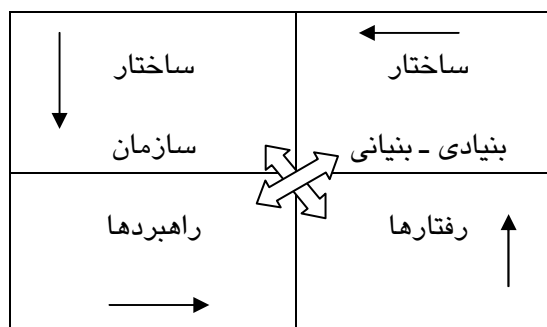 ساختار
بنیادی ـ بنیانی
ساختار
سازمان
رفتارها
راهبردها